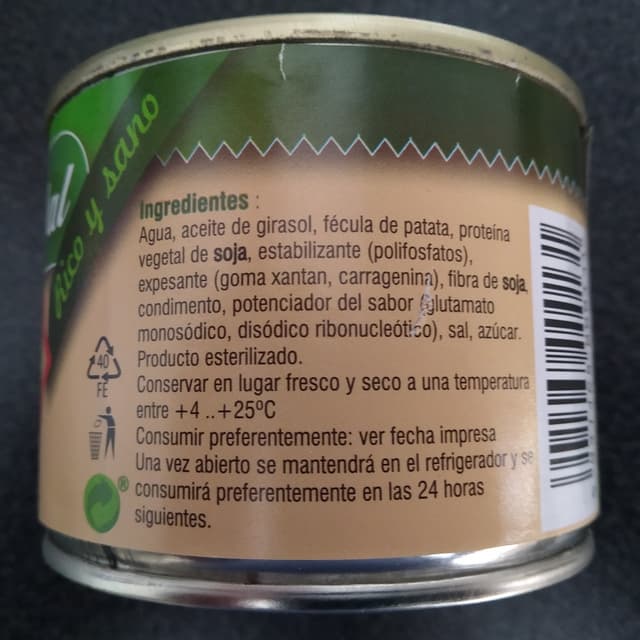 al
Rico y sano
Ingredientes :
Agua, aceite de girasol, fécula de patata, proteína
vegetal de soja, estabilizante (polifosfatos),
expesante (goma xantan, carragenina), fibra de soja,
condimento, potenciador del sabor (glutamato
monosódico, disódico ribonucleótico), sal, azúcar.
Producto esterilizado.
Conservar en lugar fresco y seco a una temperatura
entre +4 ..+25ºC
Consumir preferentemente: ver fecha impresa
Una vez abierto se mantendrá en el refrigerador y se
consumirá preferentemente en las 24 horas
siguientes.
40
FE
®